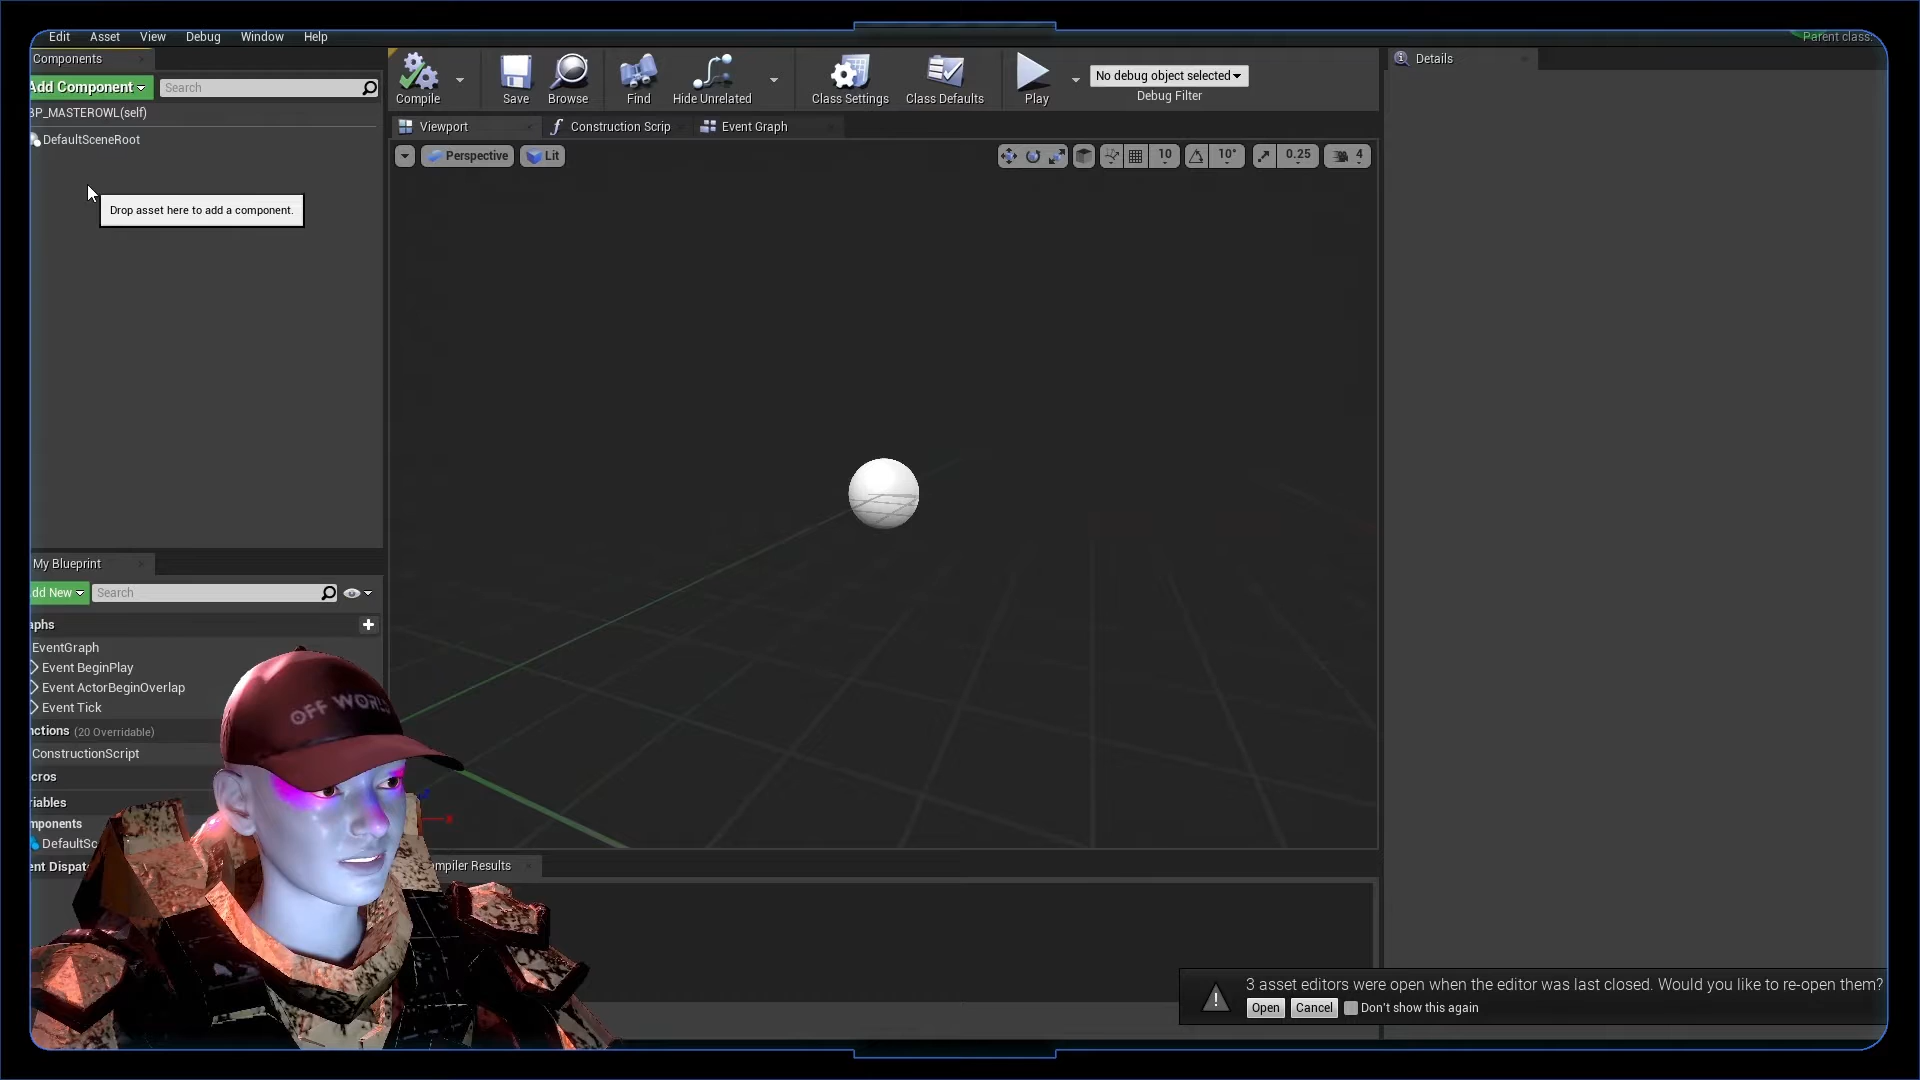 Edit Asset View Debug Window Help
Parent class:
Components
Add Component
Search
BP_MASTEROWL(self)
DefaultSceneRoot
Drop asset here to add a component.
Compile
Save
Browse
Find
Hide Unrelated
Class Settings
Class Defaults
Play
No debug object selected
Debug Filter
Details
Viewport
Construction Scrip
Event Graph
Perspective
Lit
10
10°
0.25
4
My Blueprint
dd New
Search
aphs
EventGraph
Event BeginPlay
Event ActorBeginOverlap
Event Tick
nctions (20 Overridable)
ConstructionScript
cros
riables
mponents
DefaultSc
ent Dispat
OFF WORL
Z
X
mpiler Results
3 asset editors were open when the editor was last closed. Would you like to re-open them?
Open
Cancel
Don't show this again